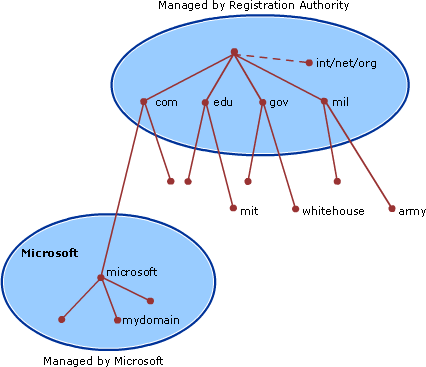 Managed by Registration Authority
int/net/org
com edu gov mil
mit whitehouse army
Microsoft
microsoft
mydomain
Managed by Microsoft